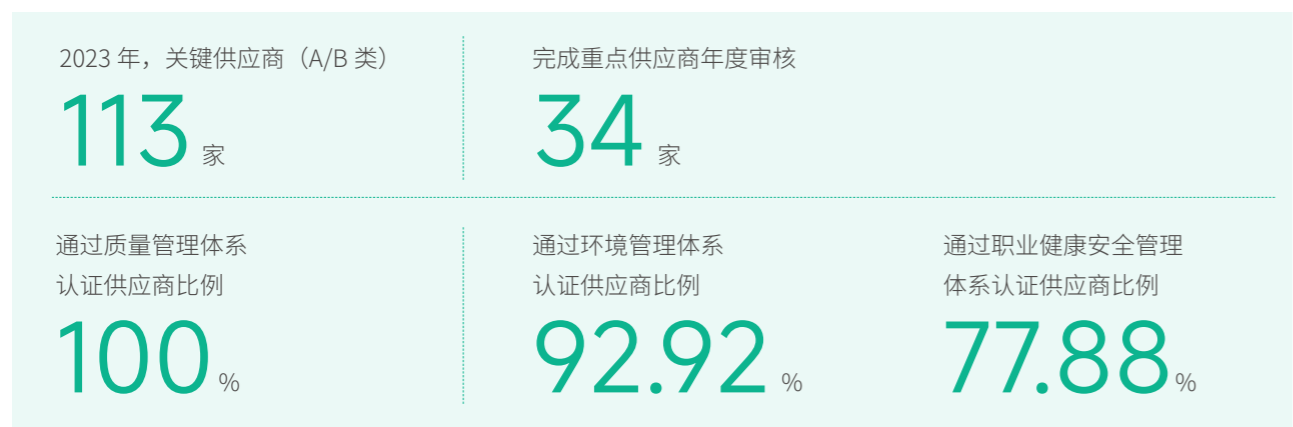 2023 年，关键供应商（A/B 类）
113 家
完成重点供应商年度审核
34 家
通过质量管理体系
认证供应商比例
100 %
通过环境管理体系
认证供应商比例
92.92 %
通过职业健康安全管理
体系认证供应商比例
77.88 %